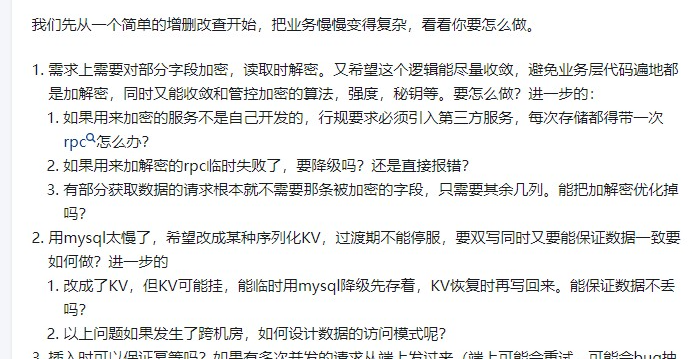 我们先从一个简单的增删改查开始，把业务慢慢变得复杂，看看你要怎么做。
1. 需求上需要对部分字段加密，读取时解密。又希望这个逻辑能尽量收敛，避免业务层代码遍地都
是加解密，同时又能收敛和管控加密的算法，强度，秘钥等。要怎么做？进一步的：
1. 如果用来加密的服务不是自己开发的，行规要求必须引入第三方服务，每次存储都得带一次
rpc怎么办？
2. 如果用来加解密的rpc临时失败了，要降级吗？还是直接报错？
3. 有部分获取数据的请求根本就不需要那条被加密的字段，只需要其余几列。能把加解密优化掉
吗？
2. 用mysql太慢了，希望改成某种序列化KV，过渡期不能停服，要双写同时又要能保证数据一致要
如何做？进一步的
1. 改成了KV，但KV可能挂，能临时用mysql降级先存着，KV恢复时再写回来。能保证数据不丢
吗？
2. 以上问题如果发生了跨机房，如何设计数据的访问模式呢？
3. 插入时可以保证幂等吗？如果有多次并发的请求从端上发过来（端上可能会重试，可能会bug抽